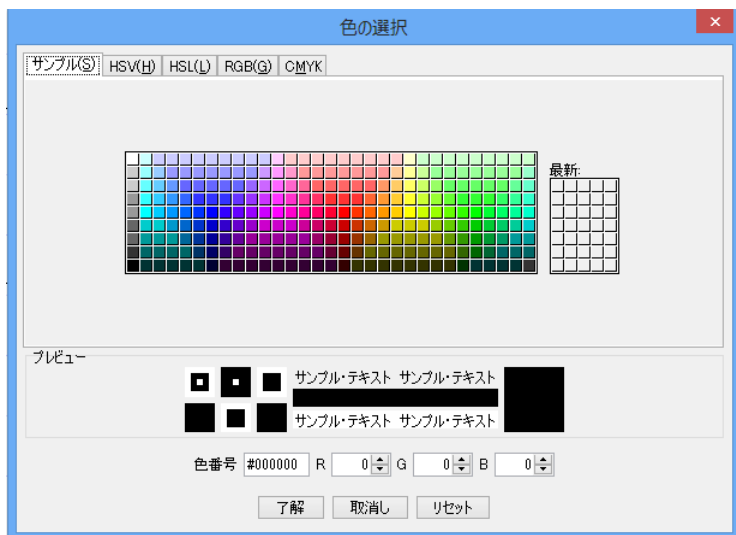 色の選択
サンプル(S) HSV(H) HSL(L) RGB(G) CMYK
最新:
プレビュー
サンプル・テキスト サンプル・テキスト
サンプル・テキスト サンプル・テキスト
色番号 #000000 R 0 G 0 B 0
了解 取消し リセット